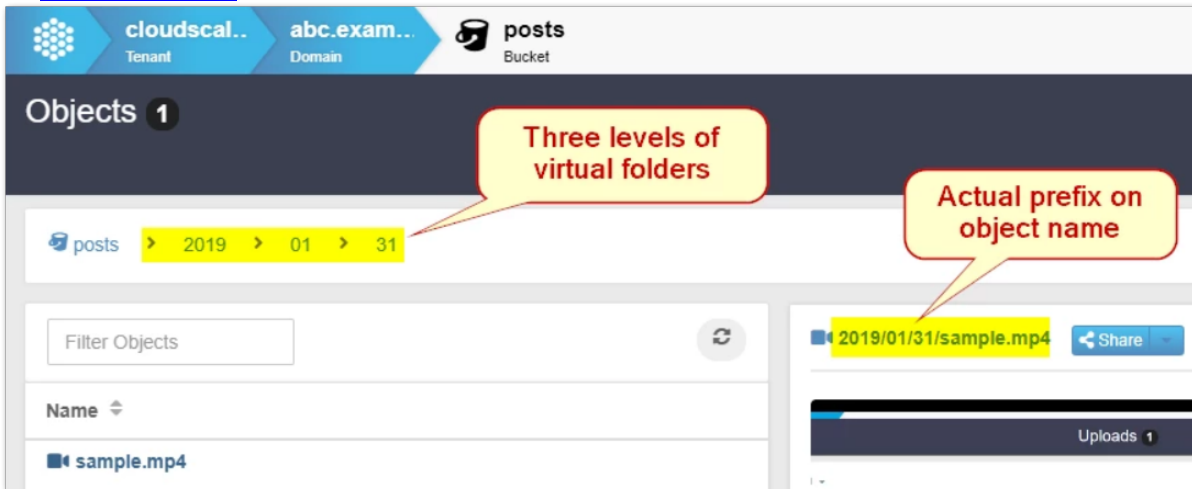 cloudscal.. abc.exam... posts
Tenant Domain Bucket
Objects 1
Three levels of
virtual folders
Actual prefix on
object name
posts > 2019 > 01 > 31
Filter Objects
2019/01/31/sample.mp4 Share
Name
Uploads 1
sample.mp4